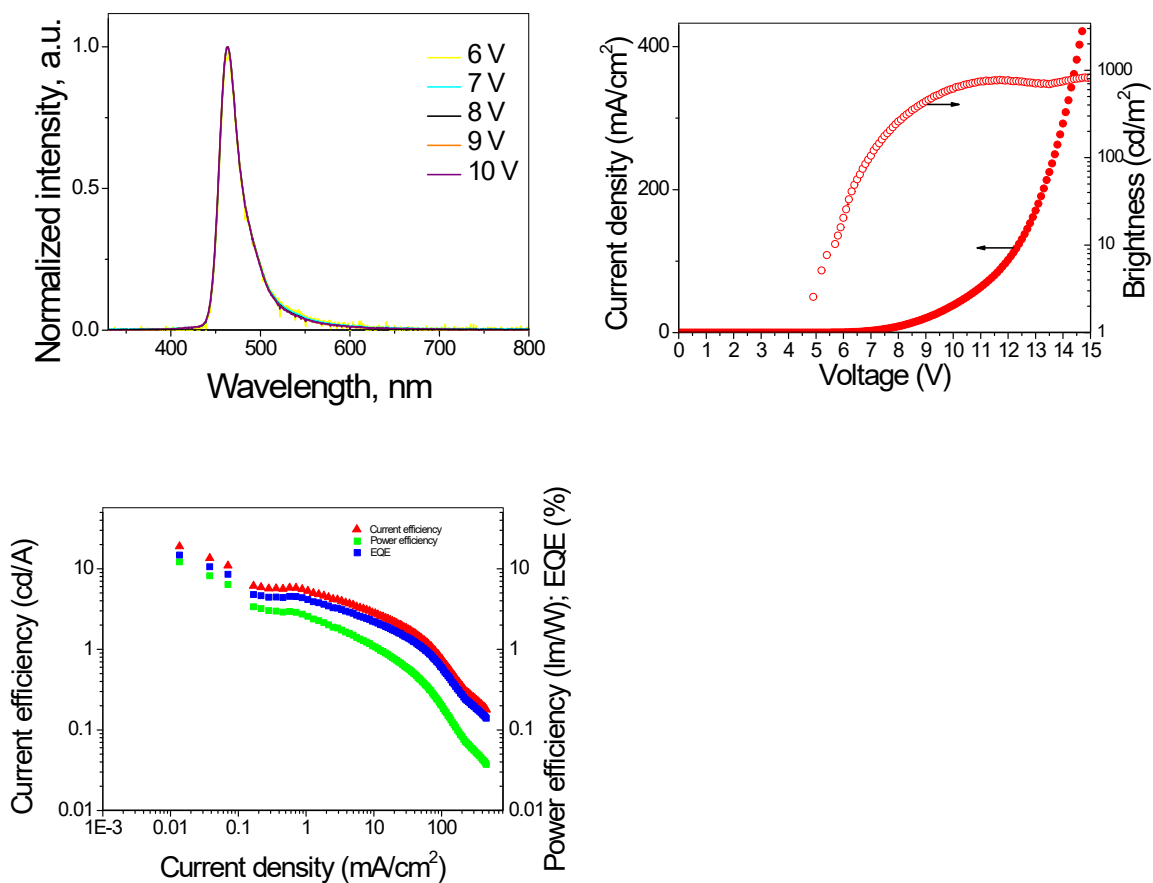 Normalized intensity, a.u.
1.0
0.5
0.0
6 V
7 V
8 V
9 V
10 V
400 500 600 700 800
Wavelength, nm
Current density (mA/cm²)
400
200
0
1000
100
10
1
Brightness (cd/m²)
0 1 2 3 4 5 6 7 8 9 10 11 12 13 14 15
Voltage (V)
Current efficiency (cd/A)
10
1
0.1
0.01
Current efficiency
Power efficiency
EQE
10
1
0.1
0.01
Power efficiency (lm/W); EQE (%)
1E-3 0.01 0.1 1 10 100
Current density (mA/cm²)